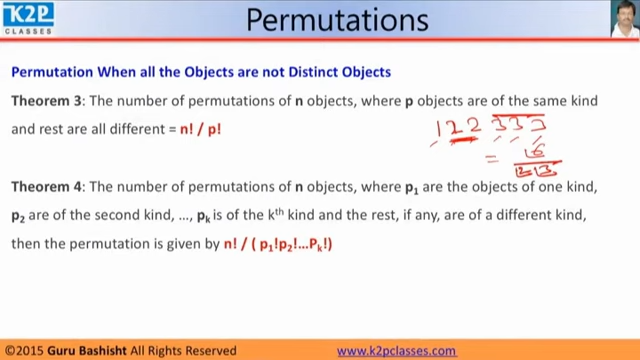 K2P
CLASSES
Permutations
Permutation When all the Objects are not Distinct Objects
Theorem 3: The number of permutations of n objects, where p objects are of the same kind
and rest are all different = n! / p!
1 2 2 3 3 3
=
Theorem 4: The number of permutations of n objects, where p₁ are the objects of one kind,
p₂ are of the second kind, ..., pₖ is of the kᵗʰ kind and the rest, if any, are of a different kind,
then the permutation is given by n! / ( p₁!p₂!...Pₖ!)
©2015 Guru Bashisht All Rights Reserved
www.k2pclasses.com